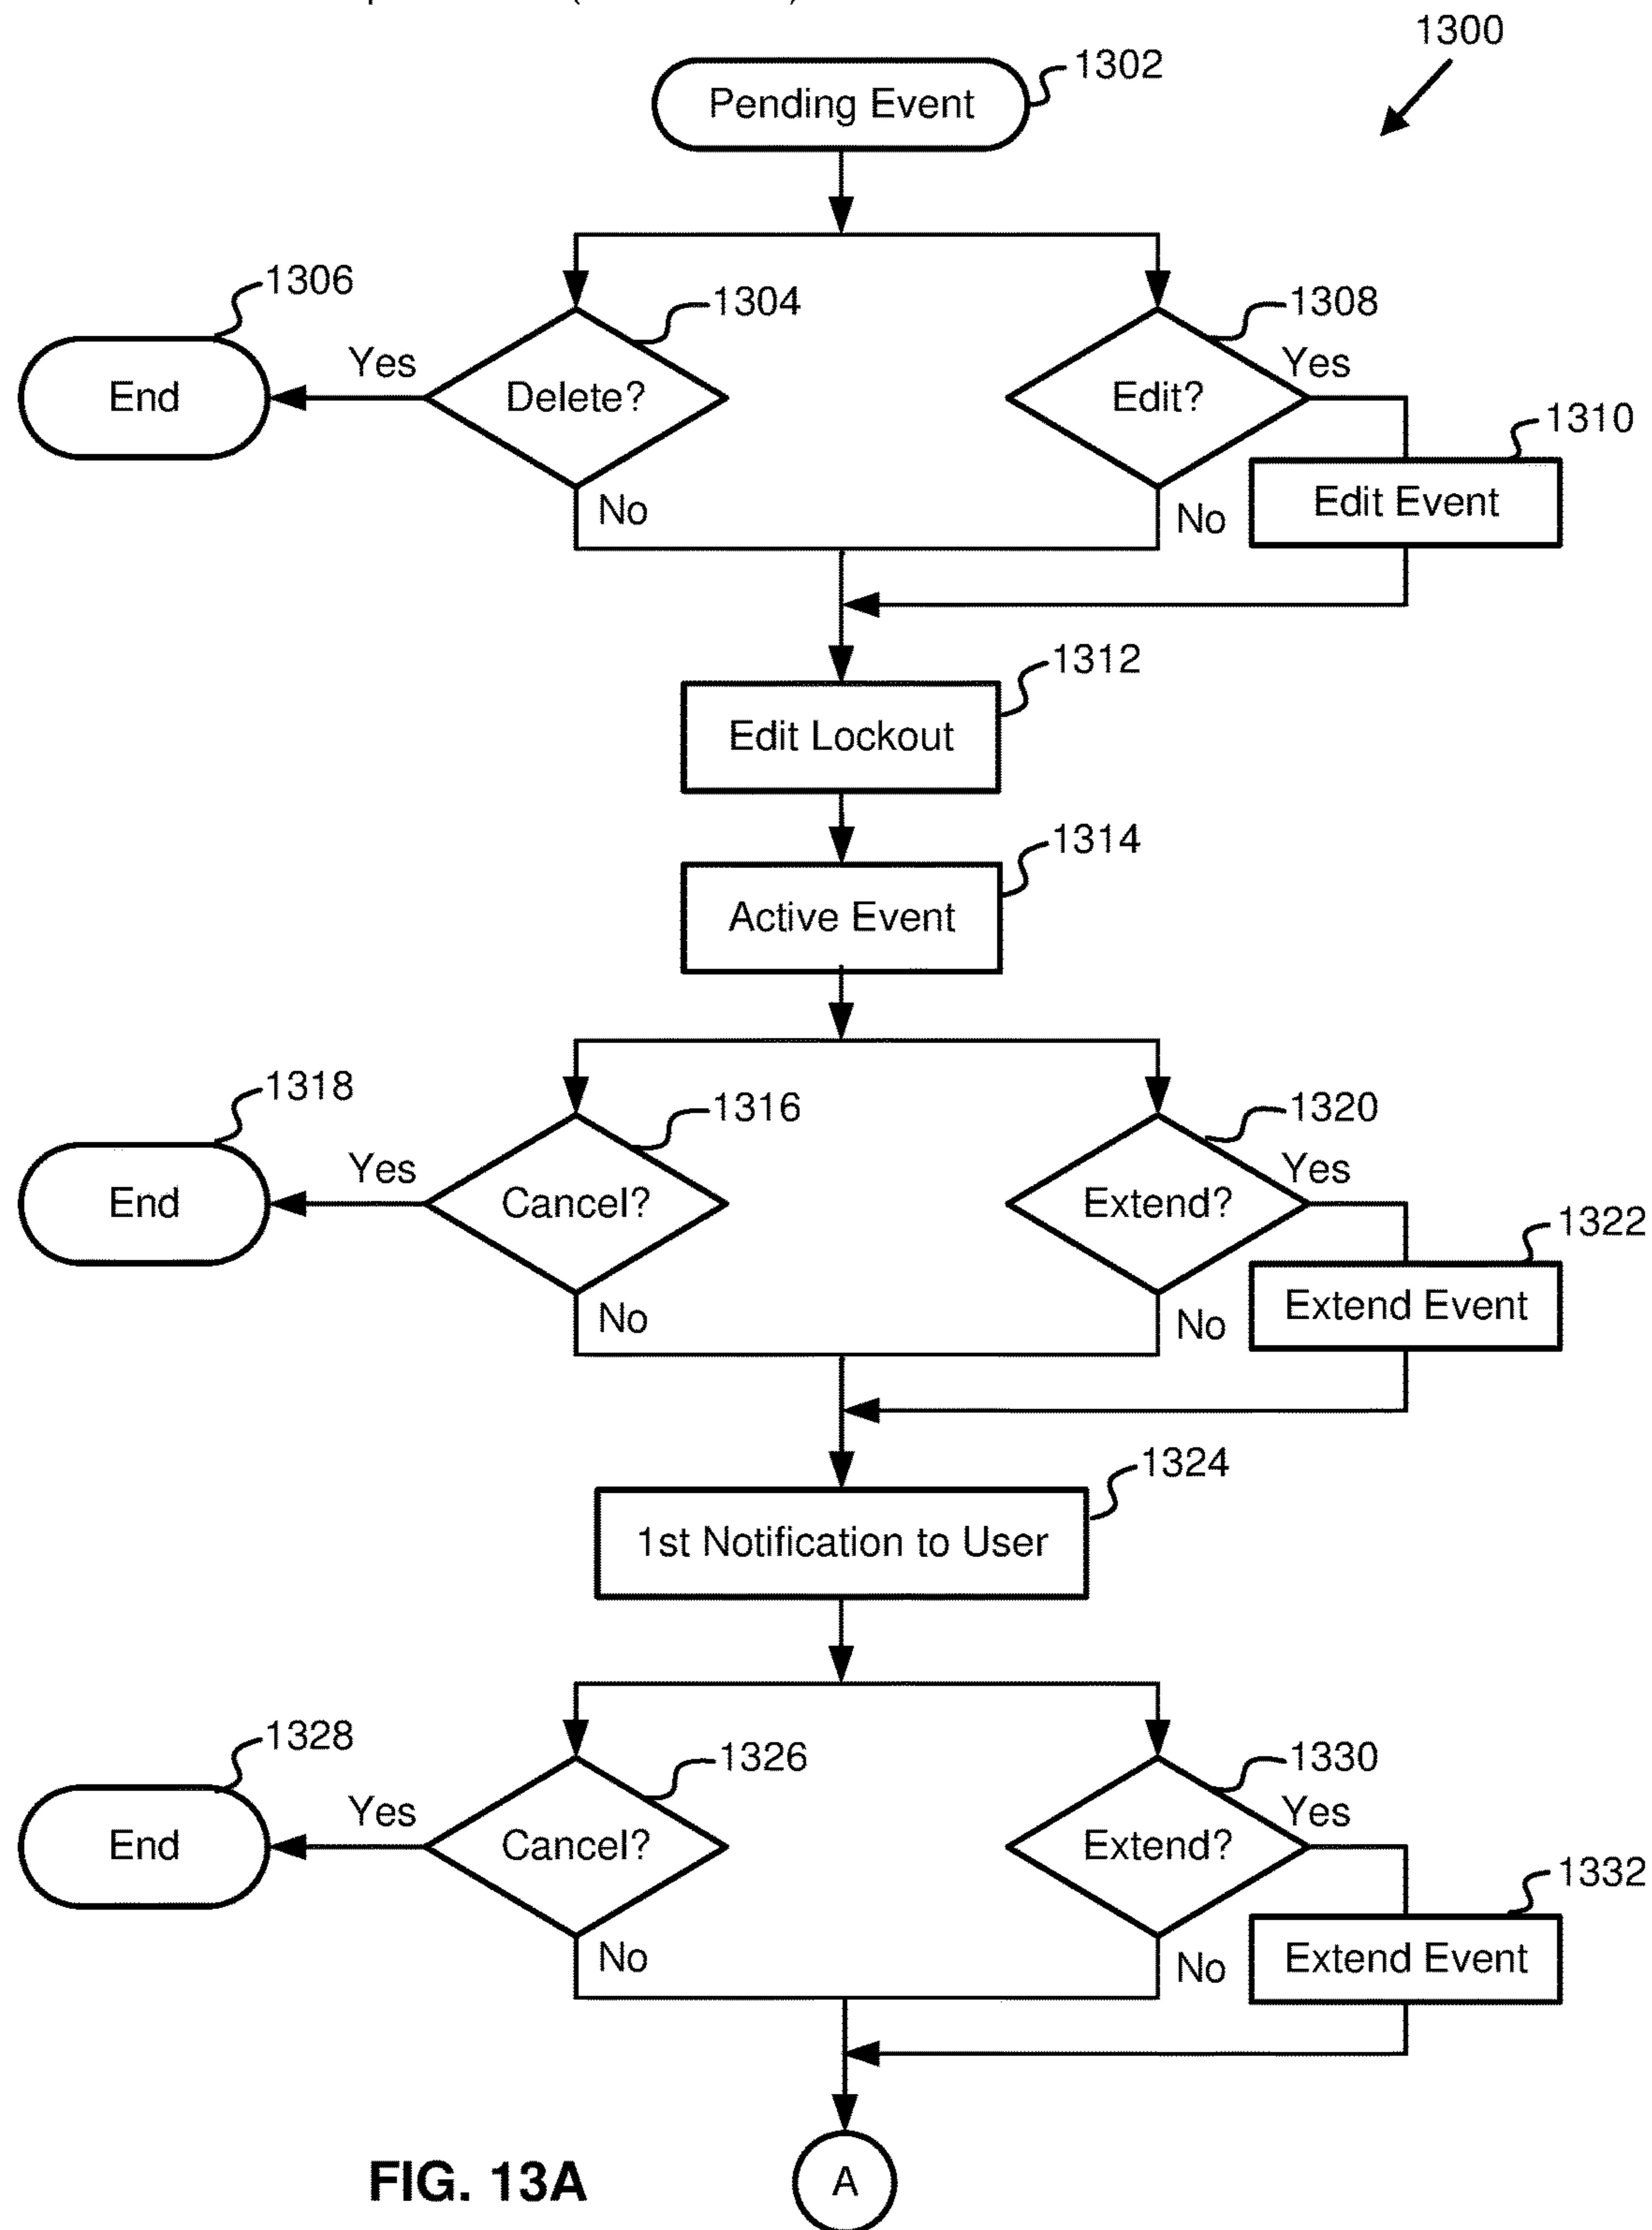 1300
1302
Pending Event
1306
1304
1308
End
Yes
Delete?
Edit?
Yes
1310
No
No
Edit Event
1312
Edit Lockout
1314
Active Event
1318
1316
1320
End
Yes
Cancel?
Extend?
Yes
1322
No
No
Extend Event
1324
1st Notification to User
1328
1326
1330
End
Yes
Cancel?
Extend?
Yes
1332
No
No
Extend Event
FIG. 13A
A